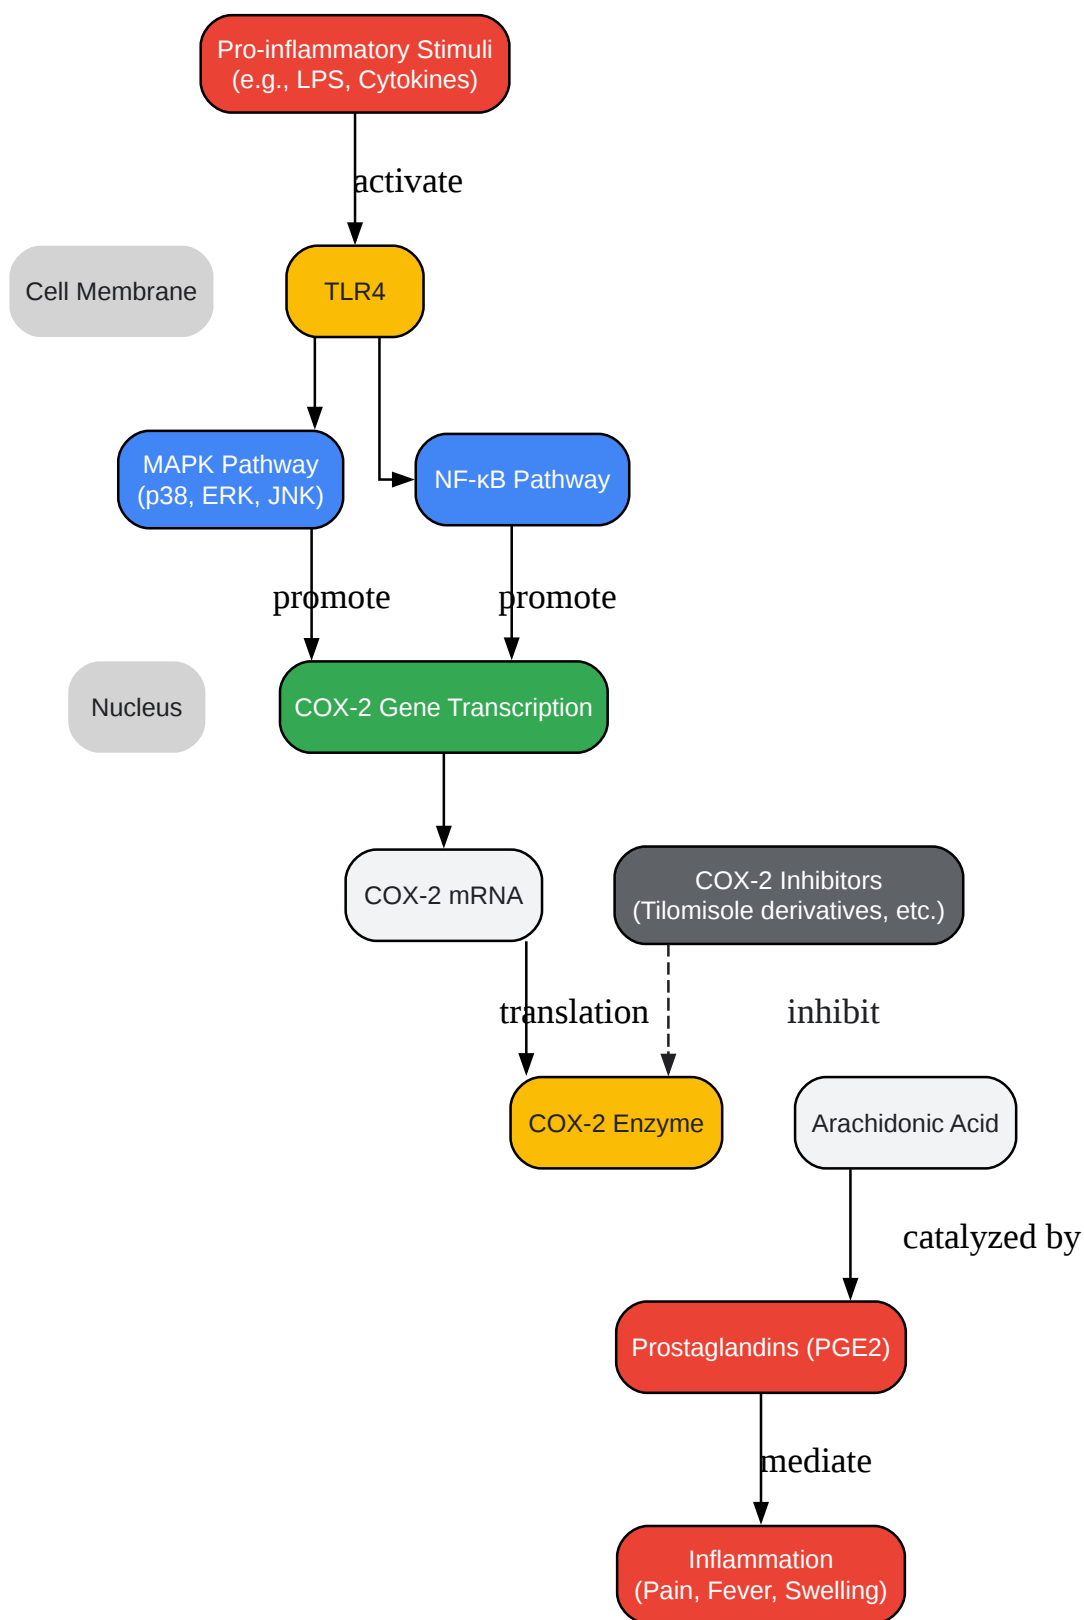 Pro-inflammatory Stimuli
(e.g., LPS, Cytokines)
activate
Cell Membrane
TLR4
MAPK Pathway
(p38, ERK, JNK)
NF-κB Pathway
promote
promote
Nucleus
COX-2 Gene Transcription
COX-2 mRNA
COX-2 Inhibitors
(Tilomisole derivatives, etc.)
translation
inhibit
COX-2 Enzyme
Arachidonic Acid
catalyzed by
Prostaglandins (PGE2)
mediate
Inflammation
(Pain, Fever, Swelling)